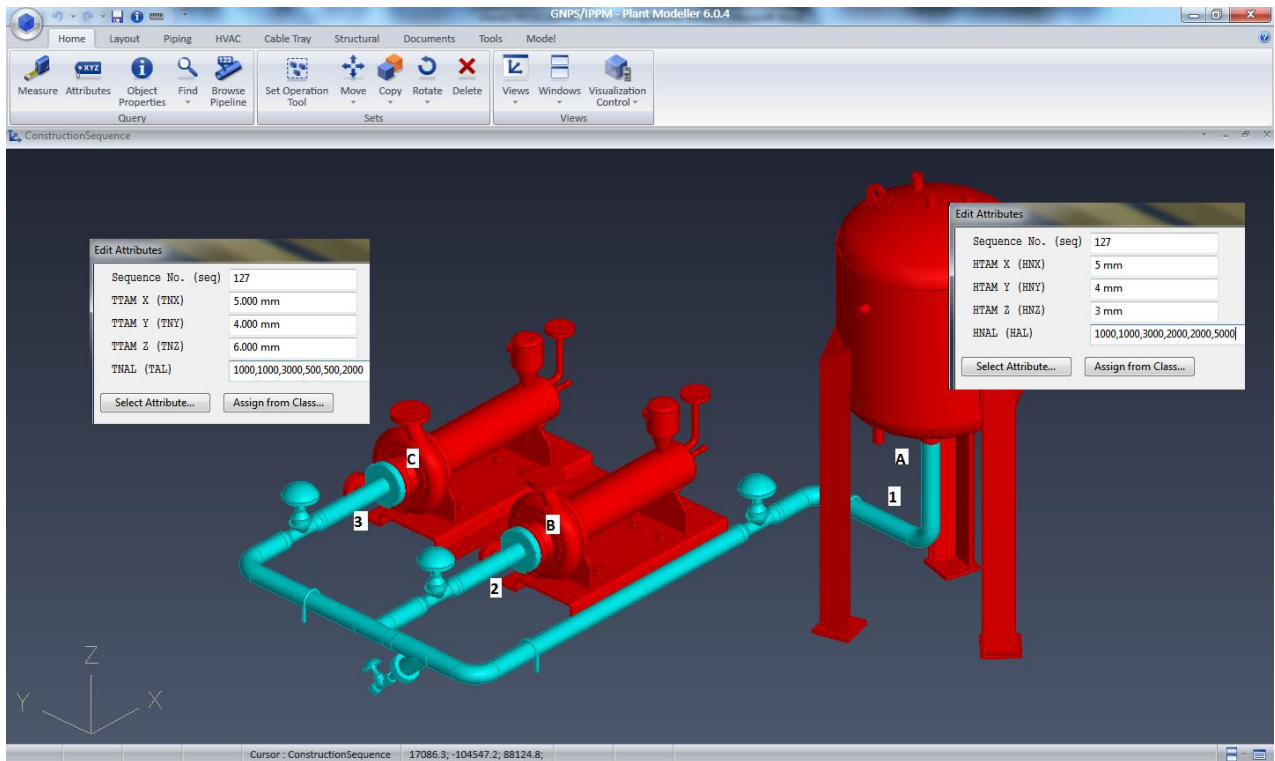 GNPS/IPPM - Plant Modeller 6.0.4
Home Layout Piping HVAC Cable Tray Structural Documents Tools Model
XYZ 123
Measure Attributes Object Properties Find Browse Pipeline Set Operation Tool Move Copy Rotate Delete Views Windows Visualization Control
Query Sets Views
ConstructionSequence
Edit Attributes
Sequence No. (seq) 127
HTAM X (HNX) 5 mm
HTAM Y (HNY) 4 mm
HTAM Z (HNZ) 3 mm
HNAL (HAL) 1000,1000,3000,2000,2000,5000
Select Attribute... Assign from Class...
Edit Attributes
Sequence No. (seq) 127
TTAM X (TNX) 5.000 mm
TTAM Y (TNY) 4.000 mm
TTAM Z (TNZ) 6.000 mm
TNAL (TAL) 1000,1000,3000,500,500,2000
Select Attribute... Assign from Class...
C
A
1
3
B
2
Z
Y X
Cursor : ConstructionSequence 17086.3; -104547.2; 88124.8;